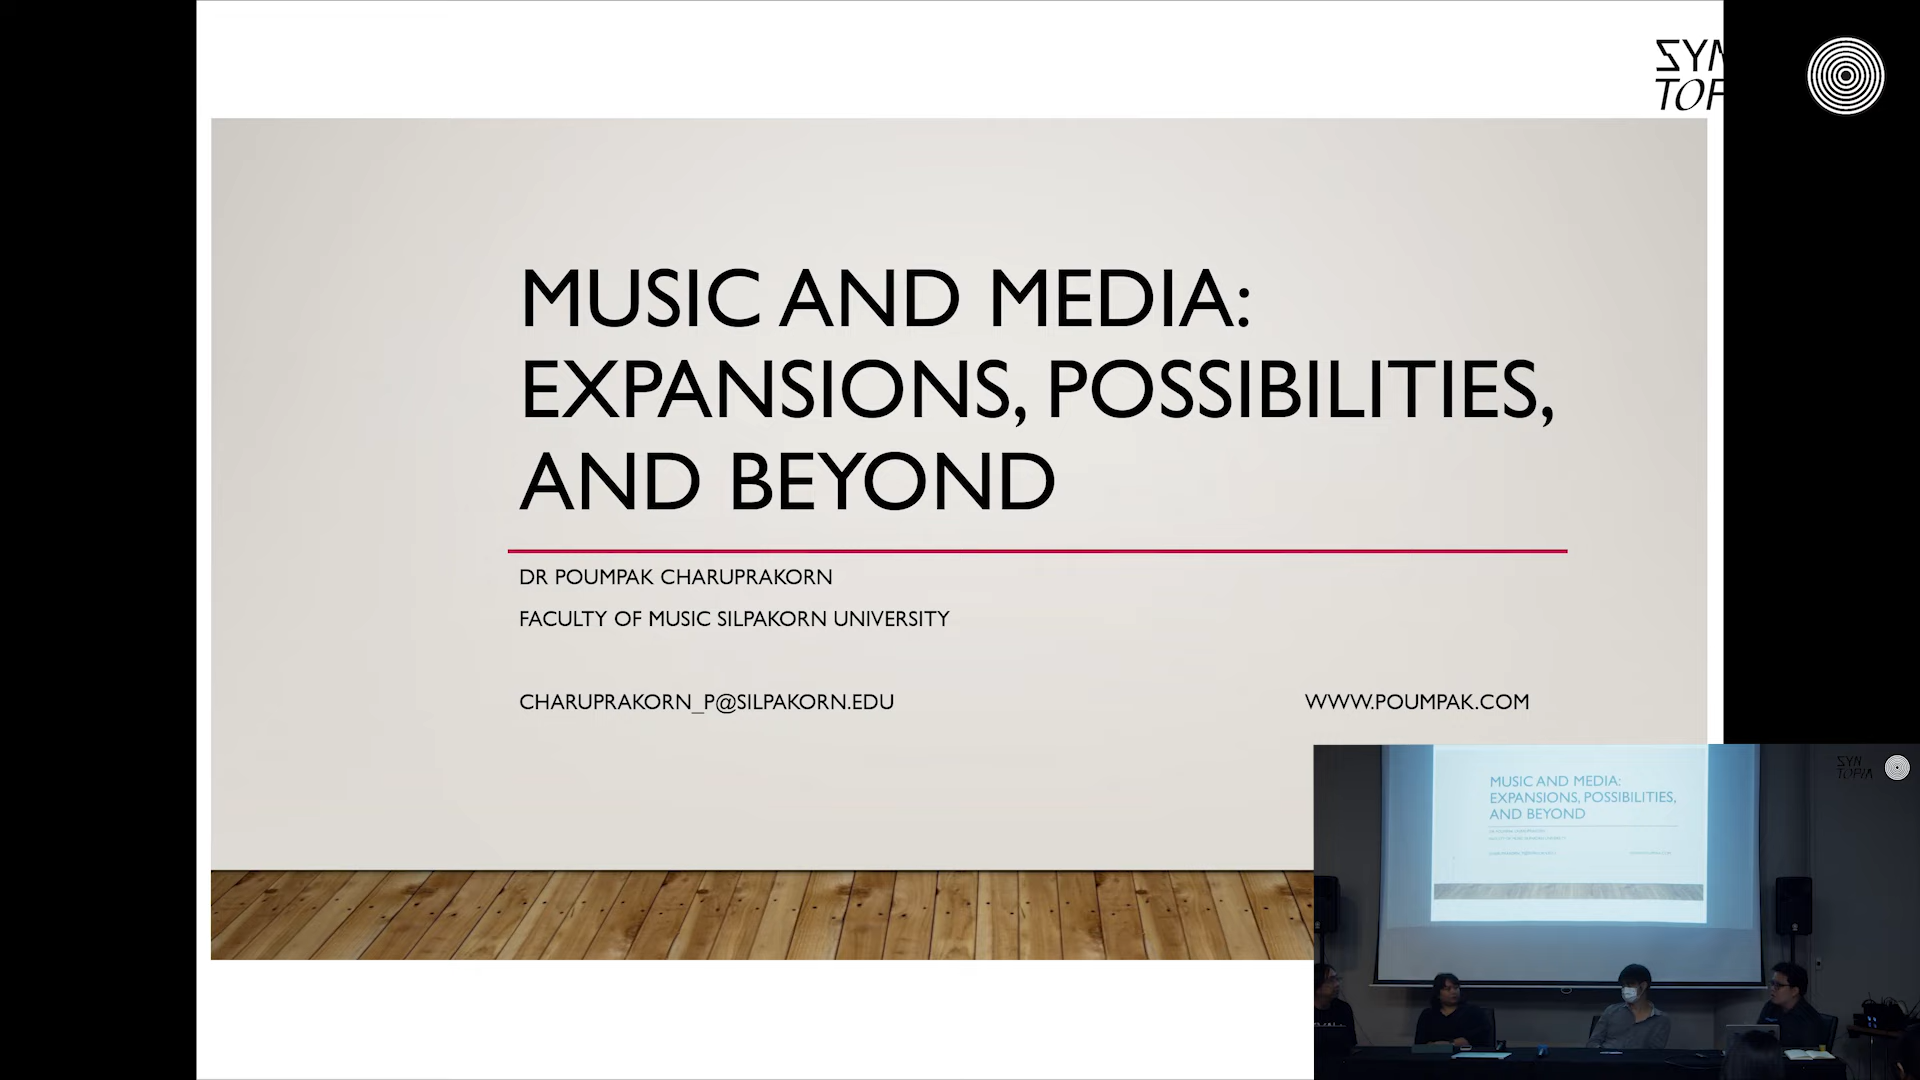 SYN
TOP
MUSIC AND MEDIA:
EXPANSIONS, POSSIBILITIES,
AND BEYOND
DR POUMPAK CHARUPRAKORN
FACULTY OF MUSIC SILPAKORN UNIVERSITY
CHARUPRAKORN_P@SILPAKORN.EDU
WWW.POUMPAK.COM
SYN
TOPIA
MUSIC AND MEDIA:
EXPANSIONS, POSSIBILITIES,
AND BEYOND